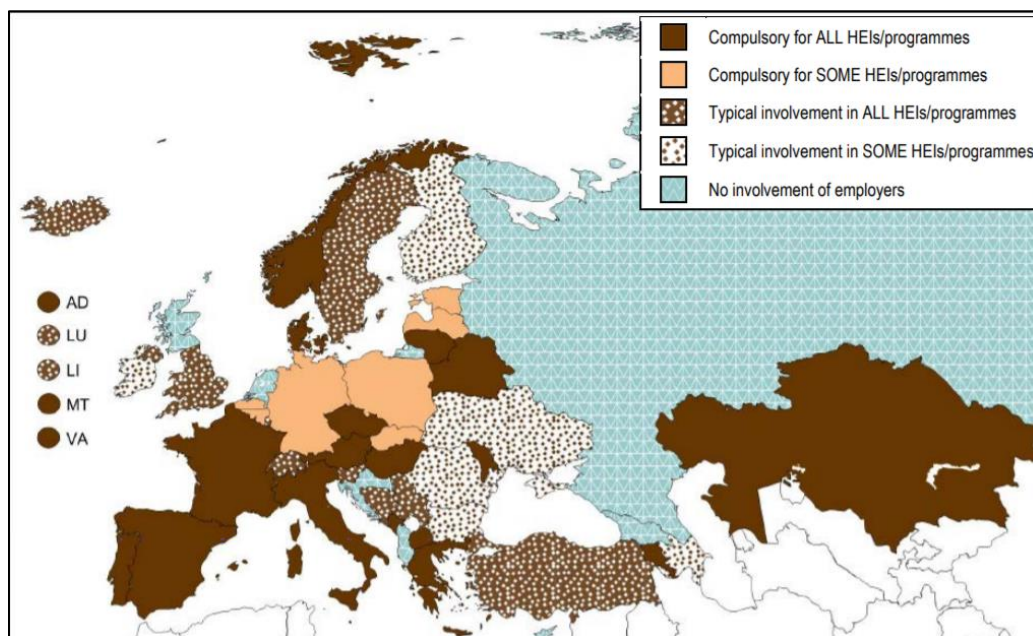 Compulsory for ALL HEIs/programmes
Compulsory for SOME HEIs/programmes
Typical involvement in ALL HEIs/programmes
Typical involvement in SOME HEIs/programmes
No involvement of employers
AD
LU
LI
MT
VA